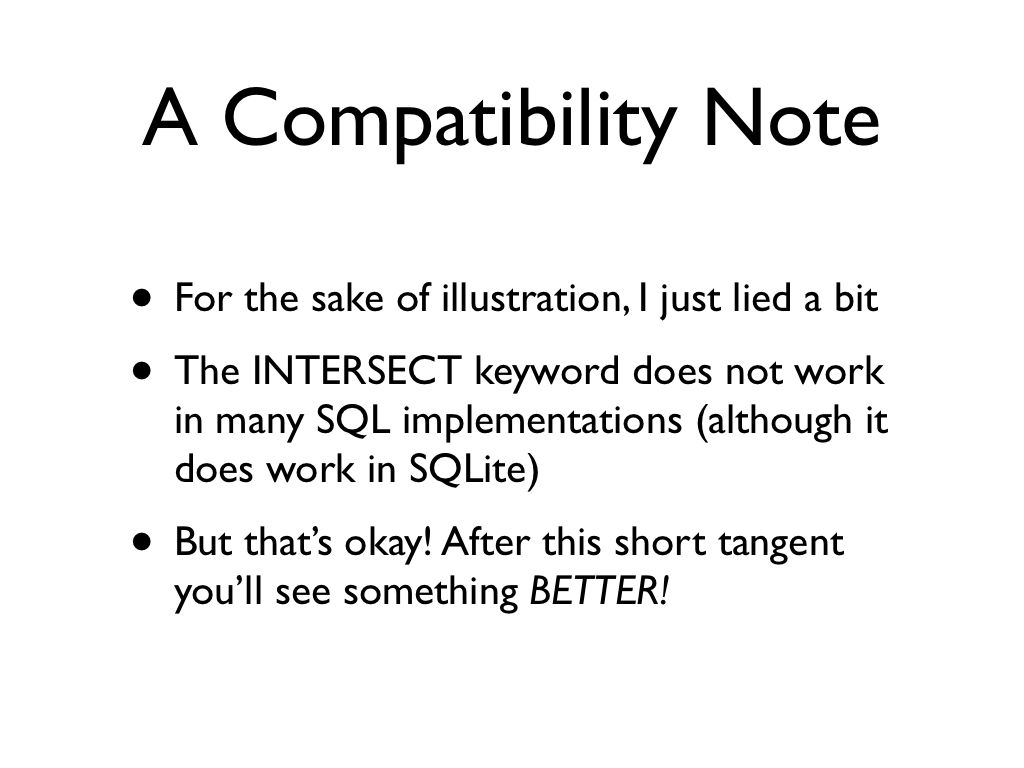 A Compatibility Note
• For the sake of illustration, I just lied a bit
• The INTERSECT keyword does not work
in many SQL implementations (although it
does work in SQLite)
• But that’s okay! After this short tangent
you’ll see something BETTER!